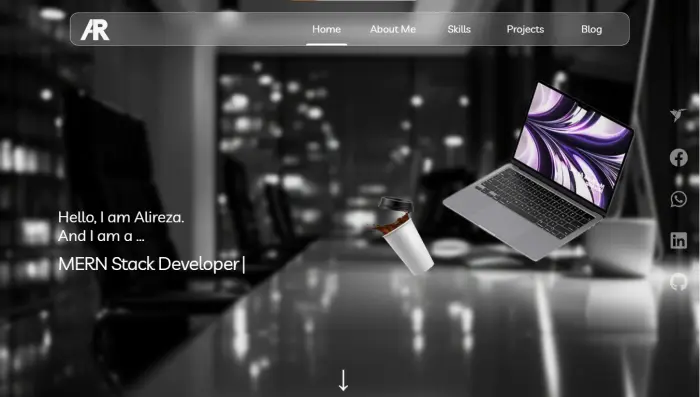 AR
Home
About Me
Skills
Projects
Blog
Hello, I am Alireza.
And I am a ...
MERN Stack Developer|